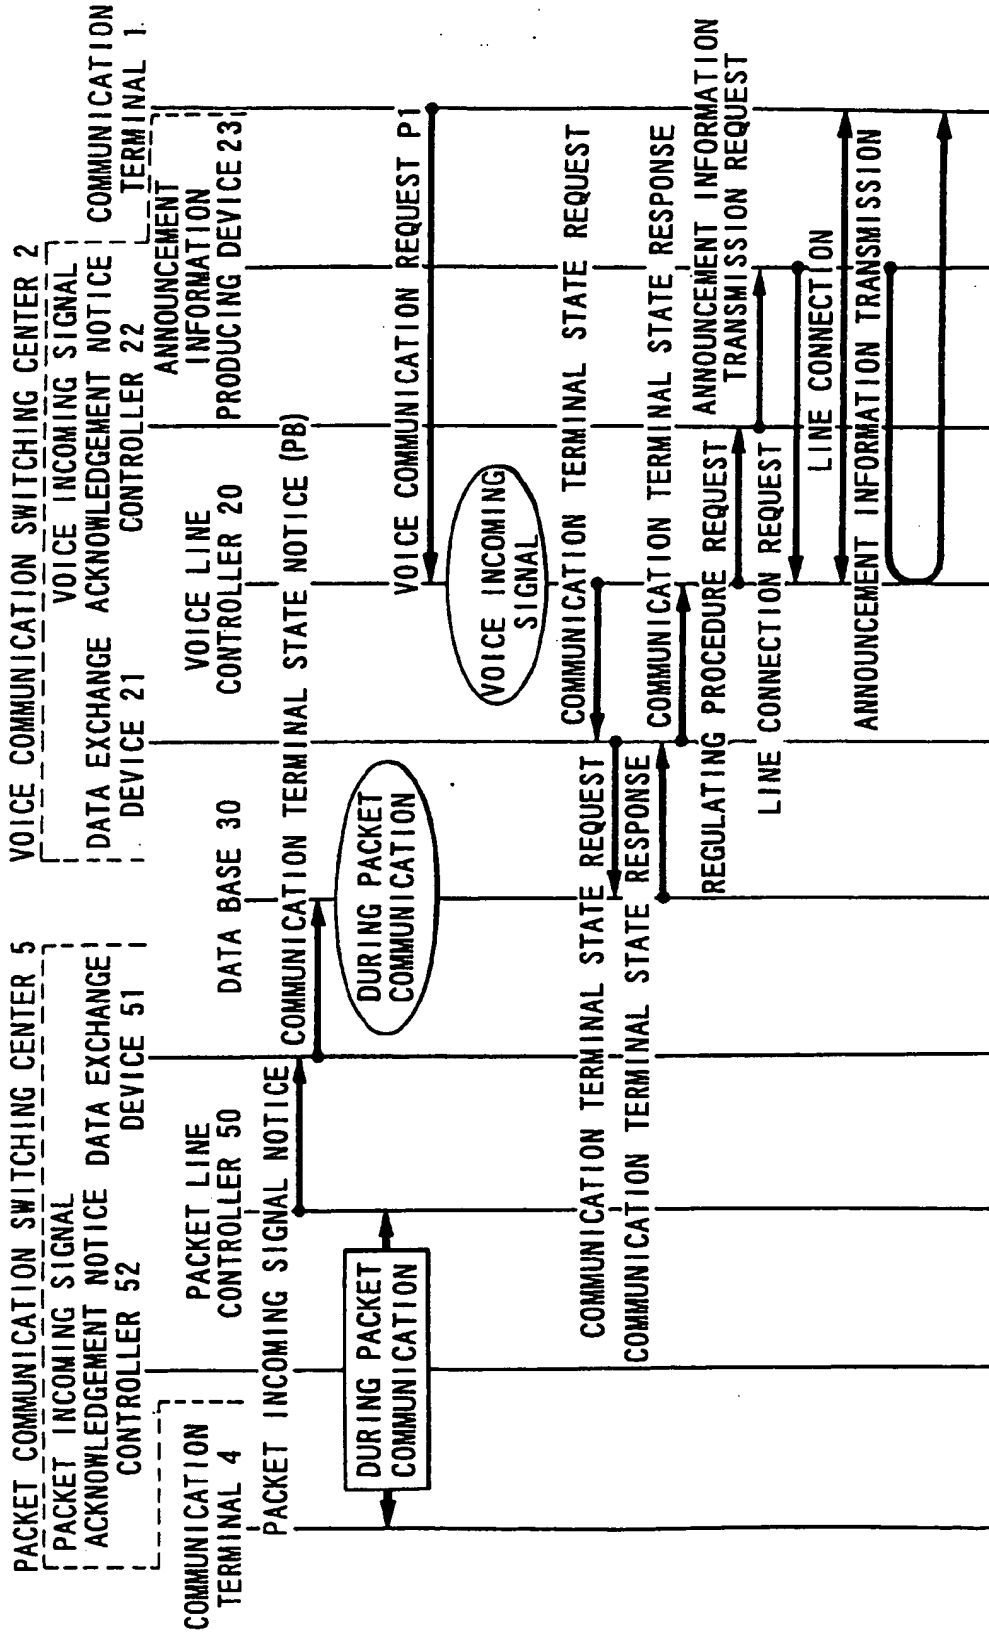 PACKET COMMUNICATION SWITCHING CENTER 5
PACKET INCOMING SIGNAL
ACKNOWLEDGEMENT NOTICE
CONTROLLER 52
DATA EXCHANGE
DEVICE 51
COMMUNICATION
TERMINAL 4
PACKET LINE
CONTROLLER 50
DATA BASE 30
VOICE COMMUNICATION SWITCHING CENTER 2
DATA EXCHANGE
DEVICE 21
VOICE INCOMING SIGNAL
ACKNOWLEDGEMENT NOTICE
CONTROLLER 22
VOICE LINE
CONTROLLER 20
ANNOUNCEMENT
INFORMATION
PRODUCING DEVICE 23
COMMUNICATION
TERMINAL 1
PACKET INCOMING SIGNAL NOTICE
COMMUNICATION TERMINAL STATE NOTICE (PB)
DURING PACKET
COMMUNICATION
DURING PACKET
COMMUNICATION
VOICE COMMUNICATION REQUEST P1
VOICE INCOMING
SIGNAL
COMMUNICATION TERMINAL STATE REQUEST
COMMUNICATION TERMINAL STATE REQUEST
COMMUNICATION TERMINAL STATE RESPONSE
COMMUNICATION TERMINAL STATE RESPONSE
REGULATING PROCEDURE REQUEST
ANNOUNCEMENT INFORMATION
TRANSMISSION REQUEST
LINE CONNECTION REQUEST
LINE CONNECTION
ANNOUNCEMENT INFORMATION TRANSMISSION